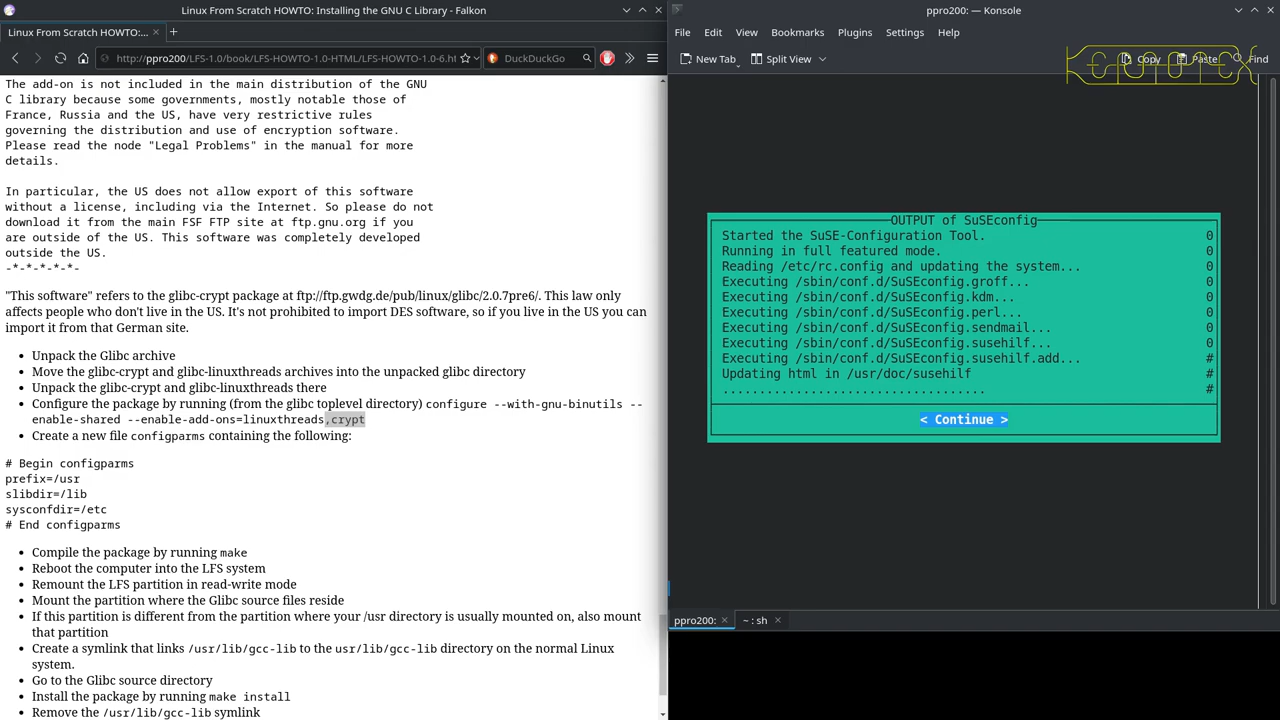 Linux From Scratch HOWTO: Installing the GNU C Library - Falkon
Linux From Scratch HOWTO:...
http://ppro200/LFS-1.0/book/LFS-HOWTO-1.0-HTML/LFS-HOWTO-1.0-6.ht
DuckDuckGo
The add-on is not included in the main distribution of the GNU
C library because some governments, mostly notable those of
France, Russia and the US, have very restrictive rules
governing the distribution and use of encryption software.
Please read the node "Legal Problems" in the manual for more
details.
In particular, the US does not allow export of this software
without a license, including via the Internet. So please do not
download it from the main FSF FTP site at ftp.gnu.org if you
are outside of the US. This software was completely developed
outside the US.
-*-*-*-*-*-
"This software" refers to the glibc-crypt package at ftp://ftp.gwdg.de/pub/linux/glibc/2.0.7pre6/. This law only
affects people who don't live in the US. It's not prohibited to import DES software, so if you live in the US you can
import it from that German site.
• Unpack the Glibc archive
• Move the glibc-crypt and glibc-linuxthreads archives into the unpacked glibc directory
• Unpack the glibc-crypt and glibc-linuxthreads there
• Configure the package by running (from the glibc toplevel directory) configure --with-gnu-binutils --
enable-shared --enable-add-ons=linuxthreads,crypt
• Create a new file configparms containing the following:
# Begin configparms
prefix=/usr
slibdir=/lib
sysconfdir=/etc
# End configparms
• Compile the package by running make
• Reboot the computer into the LFS system
• Remount the LFS partition in read-write mode
• Mount the partition where the Glibc source files reside
• If this partition is different from the partition where your /usr directory is usually mounted on, also mount
that partition
• Create a symlink that links /usr/lib/gcc-lib to the usr/lib/gcc-lib directory on the normal Linux
system.
• Go to the Glibc source directory
• Install the package by running make install
• Remove the /usr/lib/gcc-lib symlink
ppro200: — Konsole
File Edit View Bookmarks Plugins Settings Help
New Tab Split View Copy Paste Find
OUTPUT of SuSEconfig
Started the SuSE-Configuration Tool. 0
Running in full featured mode. 0
Reading /etc/rc.config and updating the system... 0
Executing /sbin/conf.d/SuSEconfig.groff... 0
Executing /sbin/conf.d/SuSEconfig.kdm... 0
Executing /sbin/conf.d/SuSEconfig.perl... 0
Executing /sbin/conf.d/SuSEconfig.sendmail... 0
Executing /sbin/conf.d/SuSEconfig.susehilf... 0
Executing /sbin/conf.d/SuSEconfig.susehilf.add... #
Updating html in /usr/doc/susehilf #
.................................. #
< Continue >
ppro200:
~ : sh